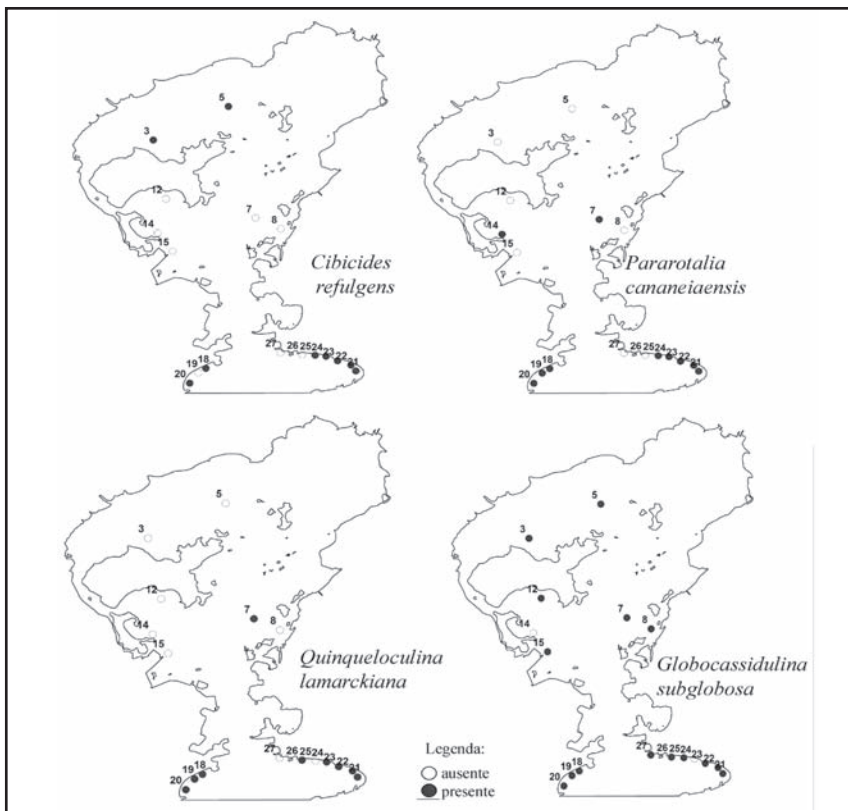 5
3
12
7
8
14
15
Cibicides
refulgens
27 26 25 24 23 22 21
19 18
20
5
3
12
7
8
14
15
Pararotalia
cananeiaensis
27 26 25 24 23 22 21
19 18
20
5
3
12
7
8
14
15
Quinqueloculina
lamarckiana
27 26 25 24 23 22 21
19 18
20
5
3
12
7
8
14
15
Globocassidulina
subglobosa
27 26 25 24 23 22 21
19 18
20
Legenda:
ausente
presente